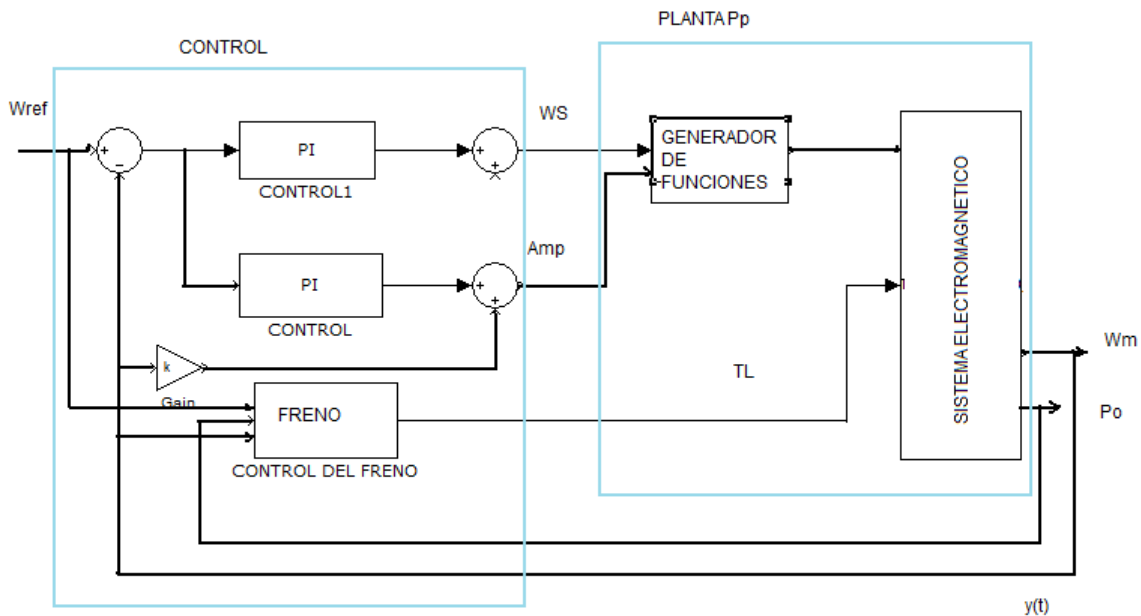 PLANTA Pp
CONTROL
Wref
WS
PI
CONTROL1
GENERADOR
DE
FUNCIONES
SISTEMA ELECTROMAGNETICO
Amp
PI
CONTROL
k
Gain
TL
Wm
FRENO
Po
CONTROL DEL FRENO
y(t)